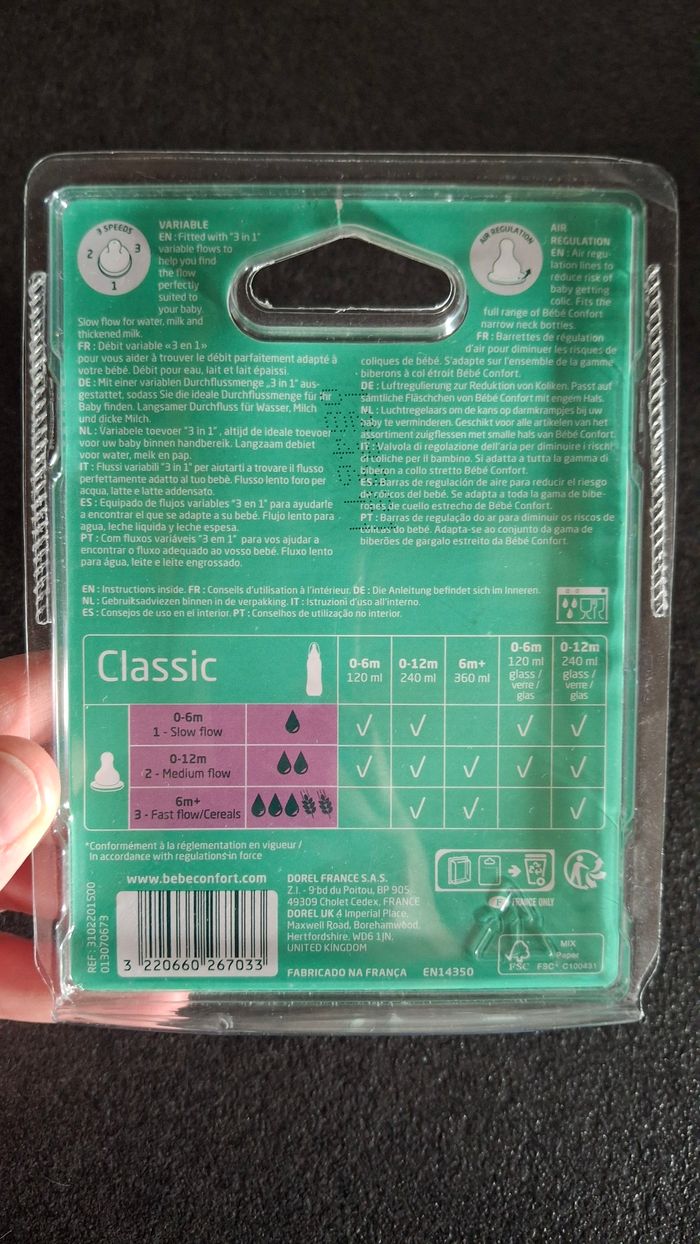 3 SPEEDS
2
3
1
VARIABLE
EN : Fitted with "3 in 1"
variable flows to
help you find
the flow
perfectly
suited to
your baby.
Slow flow for water, milk and
thickened milk.
FR : Débit variable «3 en 1»
pour vous aider à trouver le débit parfaitement adapté à
votre bébé. Débit pour eau, lait et lait épaissi.
DE : Mit einer variablen Durchflussmenge „3 in 1" aus-
gestattet, sodass Sie die ideale Durchflussmenge für Ihr
Baby finden. Langsamer Durchfluss für Wasser, Milch
und dicke Milch.
NL : Variabele toevoer "3 in 1" , altijd de ideale toevoer
voor uw baby binnen handbereik. Langzaam debiet
voor water, melk en pap.
IT : Flussi variabili "3 in 1" per aiutarti a trovare il flusso
perfettamente adatto al tuo bebè. Flusso lento foro per
acqua, latte e latte addensato.
ES : Equipado de flujos variables "3 en 1" para ayudarle
a encontrar el que se adapte a su bebé. Flujo lento para
agua, leche líquida y leche espesa.
PT : Com fluxos variáveis "3 em 1" para vos ajudar a
encontrar o fluxo adequado ao vosso bebé. Fluxo lento
para água, leite e leite engrossado.
AIR REGULATION
AIR
REGULATION
EN : Air regu-
lation lines to
reduce risk of
baby getting
colic. Fits the
full range of Bébé Confort
narrow neck bottles.
FR : Barrettes de régulation
d'air pour diminuer les risques de
coliques de bébé. S'adapte sur l'ensemble de la gamme
biberons à col étroit Bébé Confort.
DE : Luftregulierung zur Reduktion von Koliken. Passt auf
sämtliche Fläschchen von Bébé Confort mit engem Hals.
NL : Luchtregelaars om de kans op darmkrampjes bij uw
baby te verminderen. Geschikt voor alle artikelen van het
assortiment zuigflessen met smalle hals van Bébé Confort.
IT : Valvola di regolazione dell'aria per diminuire i rischi
di coliche per il bambino. Si adatta a tutta la gamma di
biberon a collo stretto Bébé Confort.
ES : Barras de regulación de aire para reducir el riesgo
de cólicos del bebé. Se adapta a toda la gama de bibe-
rones de cuello estrecho de Bébé Confort.
PT : Barras de regulação do ar para diminuir os riscos de
do bebé. Adapta-se ao conjunto da gama de
biberões de gargalo estreito da Bébé Confort.
EN : Instructions inside. FR : Conseils d'utilisation à l'intérieur. DE : Die Anleitung befindet sich im Inneren.
NL : Gebruiksadviezen binnen in de verpakking. IT : Istruzioni d'uso all'interno.
ES : Consejos de uso en el interior. PT : Conselhos de utilização no interior.
Classic
0-6m
120 ml
0-12m
240 ml
6m+
360 ml
0-6m
120 ml
glass /
verre /
glas
0-12m
240 ml
glass /
verre /
glas
0-6m
1 - Slow flow
0-12m
2 - Medium flow
6m+
3 - Fast flow/Cereals
*Conformément à la réglementation en vigueur /
In accordance with regulations in force
www.bebeconfort.com
REF : 3102201500
013070673
3 220660 267033
DOREL FRANCE S.A.S.
Z.I. - 9 bd du Poitou, BP 905,
49309 Cholet Cedex, FRANCE
DOREL UK 4 Imperial Place,
Maxwell Road, Borehamwood,
Hertfordshire, WD6 1JN.
UNITED KINGDOM
FABRICADO NA FRANÇA EN14350
FRANCE ONLY
FSC
MIX
Paper
FSC® C100431